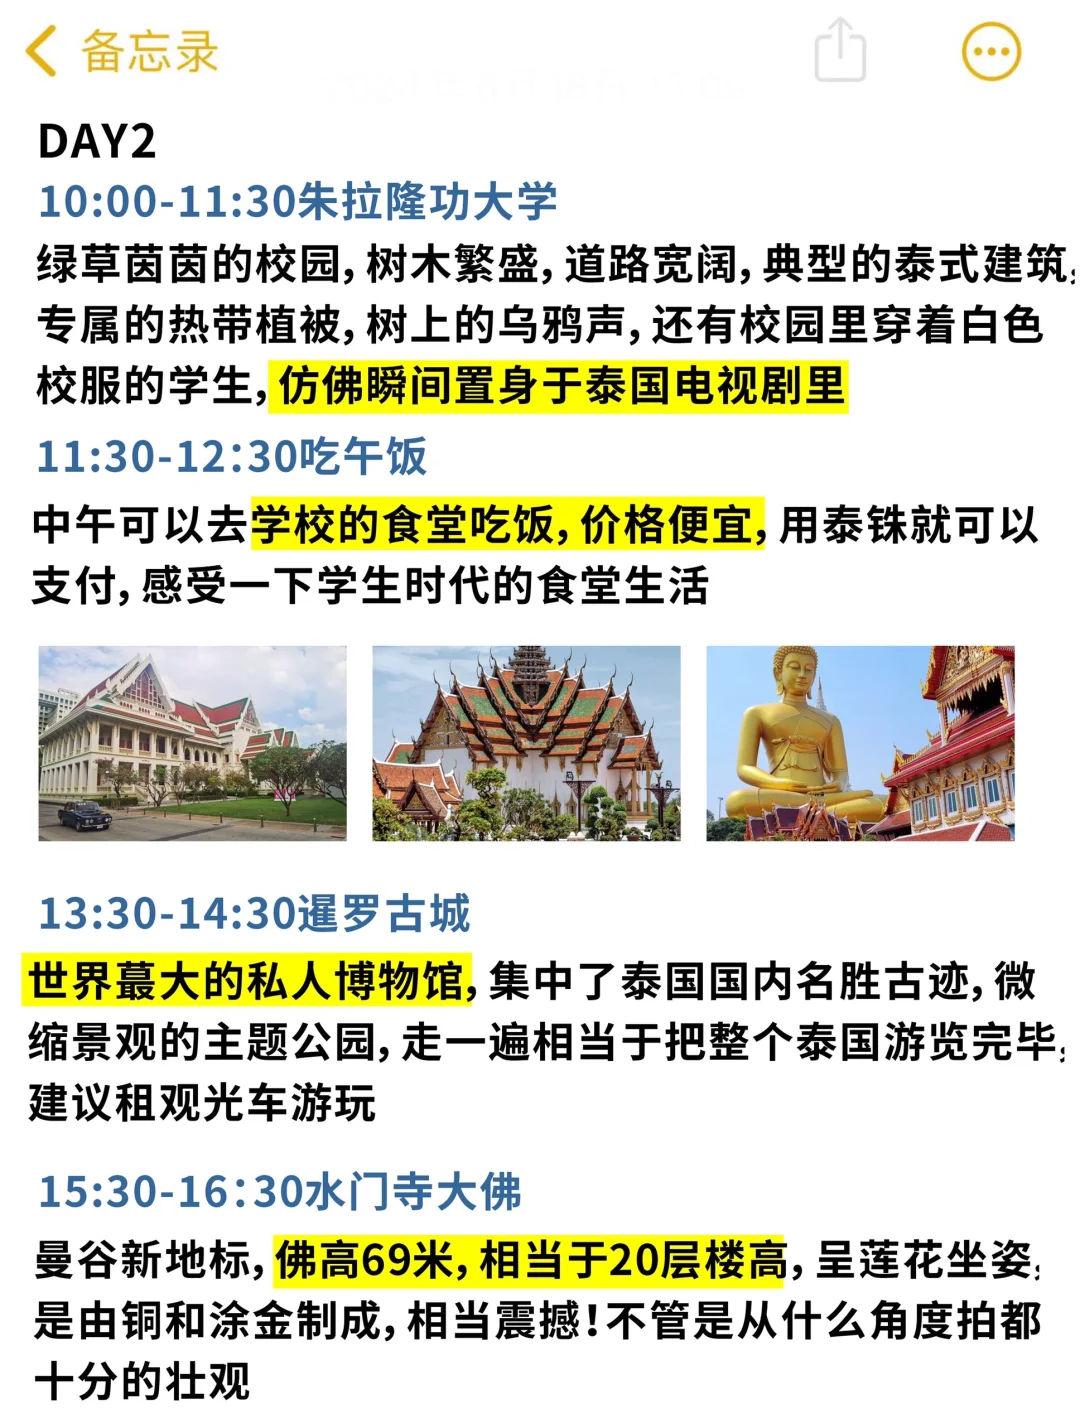 备忘录
DAY2
10:00-11:30朱拉隆功大学
绿草茵茵的校园,树木繁盛,道路宽阔,典型的泰式建筑,
专属的热带植被,树上的乌鸦声,还有校园里穿着白色
校服的学生,仿佛瞬间置身于泰国电视剧里
11:30-12:30吃午饭
中午可以去学校的食堂吃饭,价格便宜,用泰铢就可以
支付,感受一下学生时代的食堂生活
13:30-14:30暹罗古城
世界蕞大的私人博物馆,集中了泰国国内名胜古迹,微
缩景观的主题公园,走一遍相当于把整个泰国游览完毕,
建议租观光车游玩
15:30-16:30水门寺大佛
曼谷新地标,佛高69米,相当于20层楼高,呈莲花坐姿,
是由铜和涂金制成,相当震撼!不管是从什么角度拍都
十分的壮观